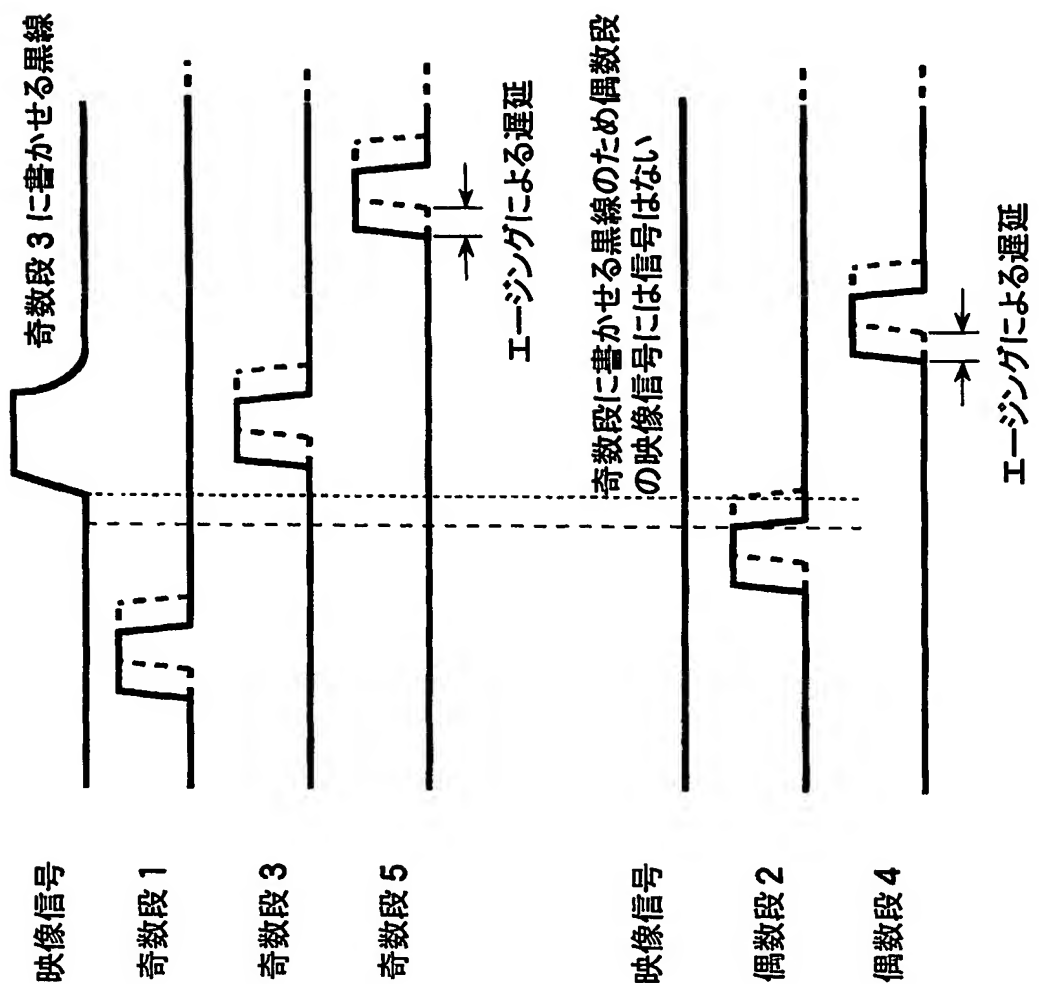 映像信号
奇数段 3 に書かせる黒線
奇数段 1
奇数段 3
奇数段 5
エージングによる遅延
奇数段に書かせる黒線のため偶数段
の映像信号には信号はない
映像信号
偶数段 2
偶数段 4
エージングによる遅延